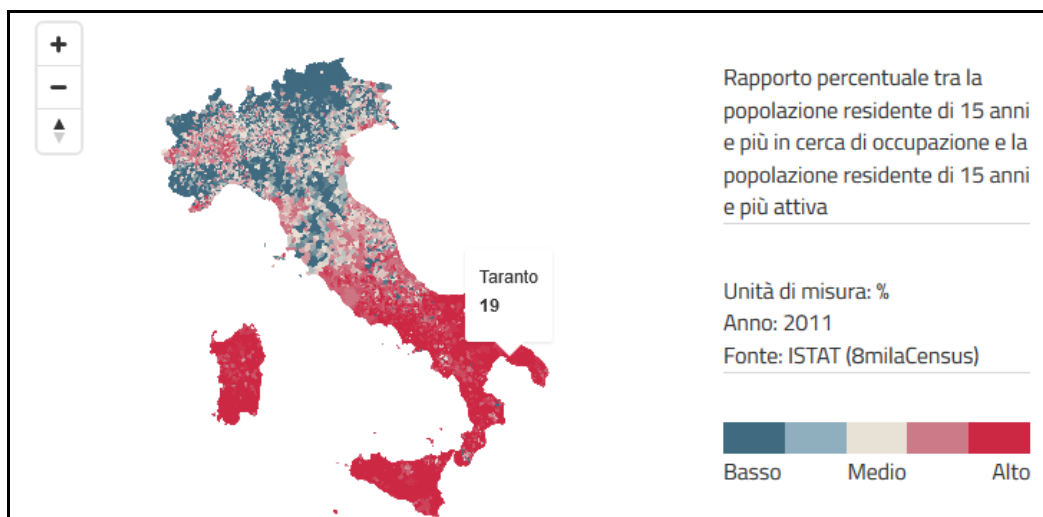 +
−
Taranto
19
Rapporto percentuale tra la
popolazione residente di 15 anni
e più in cerca di occupazione e la
popolazione residente di 15 anni
e più attiva
Unità di misura: %
Anno: 2011
Fonte: ISTAT (8milaCensus)
Basso Medio Alto